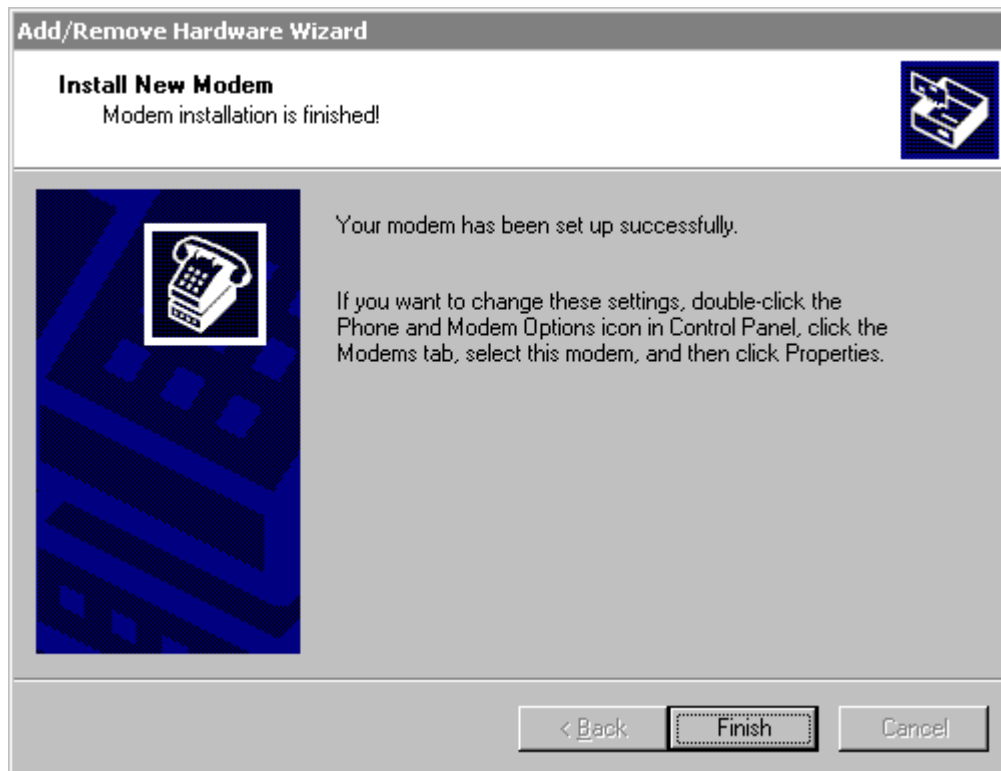 Add/Remove Hardware Wizard
Install New Modem
Modem installation is finished!
Your modem has been set up successfully.
If you want to change these settings, double-click the
Phone and Modem Options icon in Control Panel, click the
Modems tab, select this modem, and then click Properties.
< Back Finish Cancel